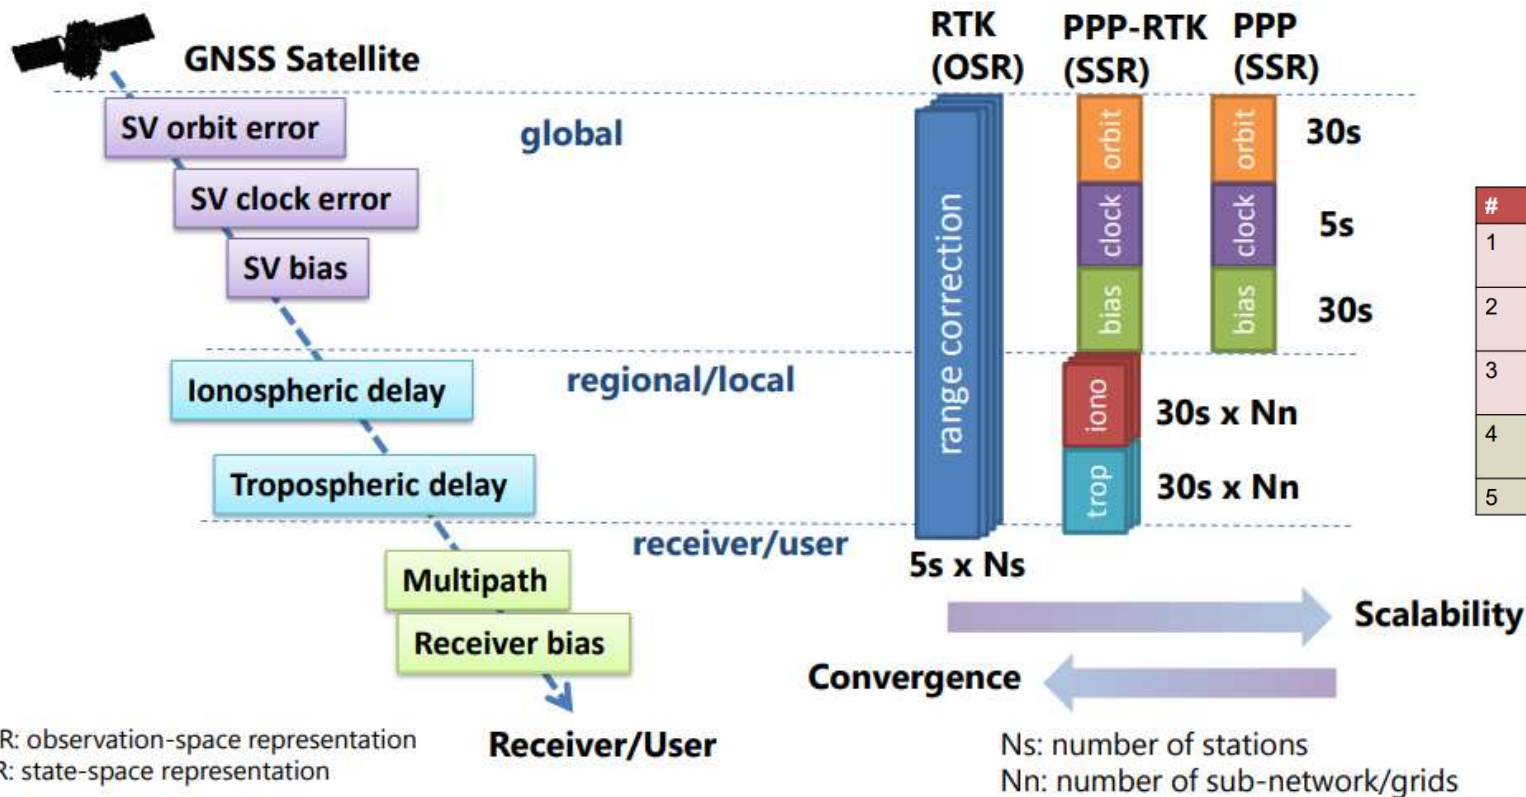 GNSS Satellite
SV orbit error
SV clock error
SV bias
Ionospheric delay
Tropospheric delay
Multipath
Receiver bias
Receiver/User
global
regional/local
receiver/user
RTK
(OSR)
PPP-RTK
(SSR)
PPP
(SSR)
range correction
5s x Ns
orbit
clock
bias
iono
trop
orbit
clock
bias
30s
5s
30s
30s x Nn
30s x Nn
Scalability
Convergence
R: observation-space representation
R: state-space representation
Ns: number of stations
Nn: number of sub-network/grids
#
1
2
3
4
5